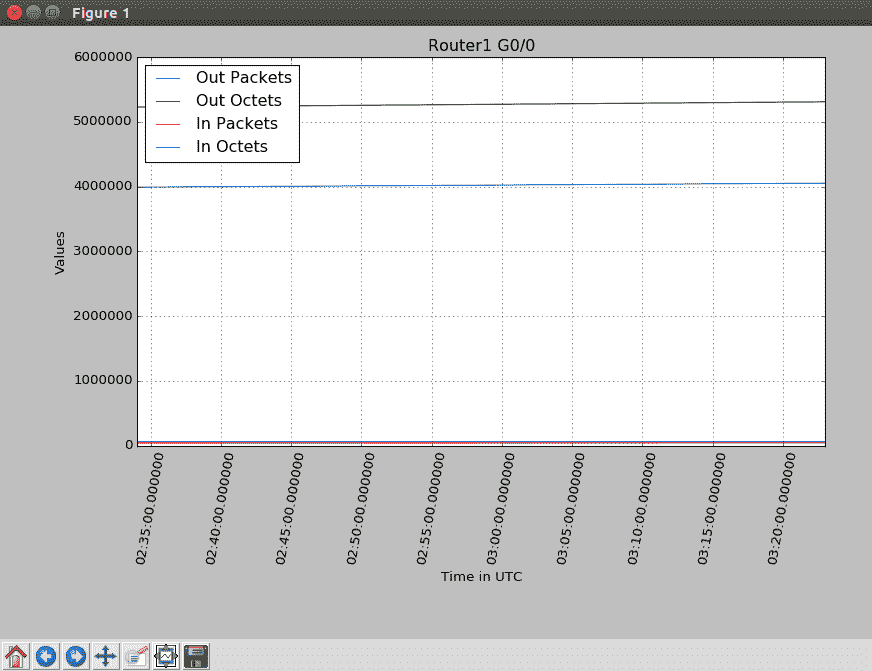 Figure 1
Router1 G0/0
Out Packets
Out Octets
In Packets
In Octets
6000000
5000000
4000000
3000000
2000000
1000000
0
Values
02:35:00.000000
02:40:00.000000
02:45:00.000000
02:50:00.000000
02:55:00.000000
03:00:00.000000
03:05:00.000000
03:10:00.000000
03:15:00.000000
03:20:00.000000
Time in UTC